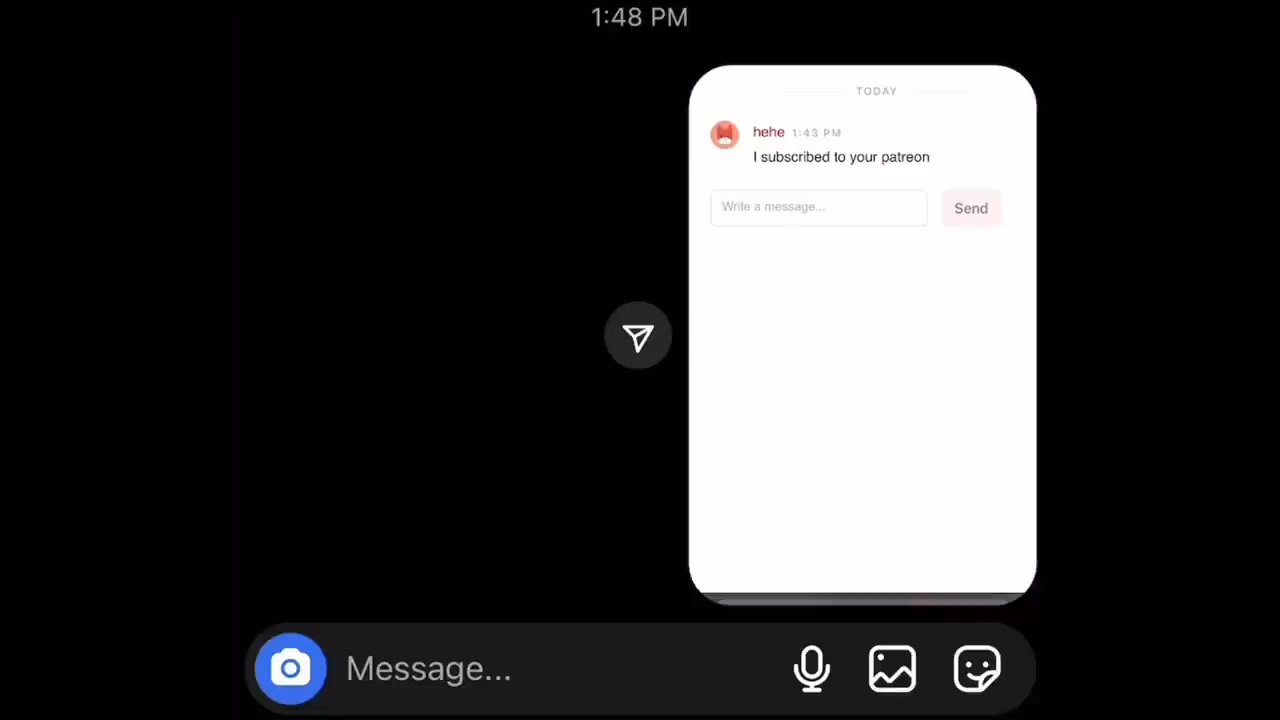 1:48 PM
TODAY
hehe 1:43 PM
I subscribed to your patreon
Write a message...
Send
Message...